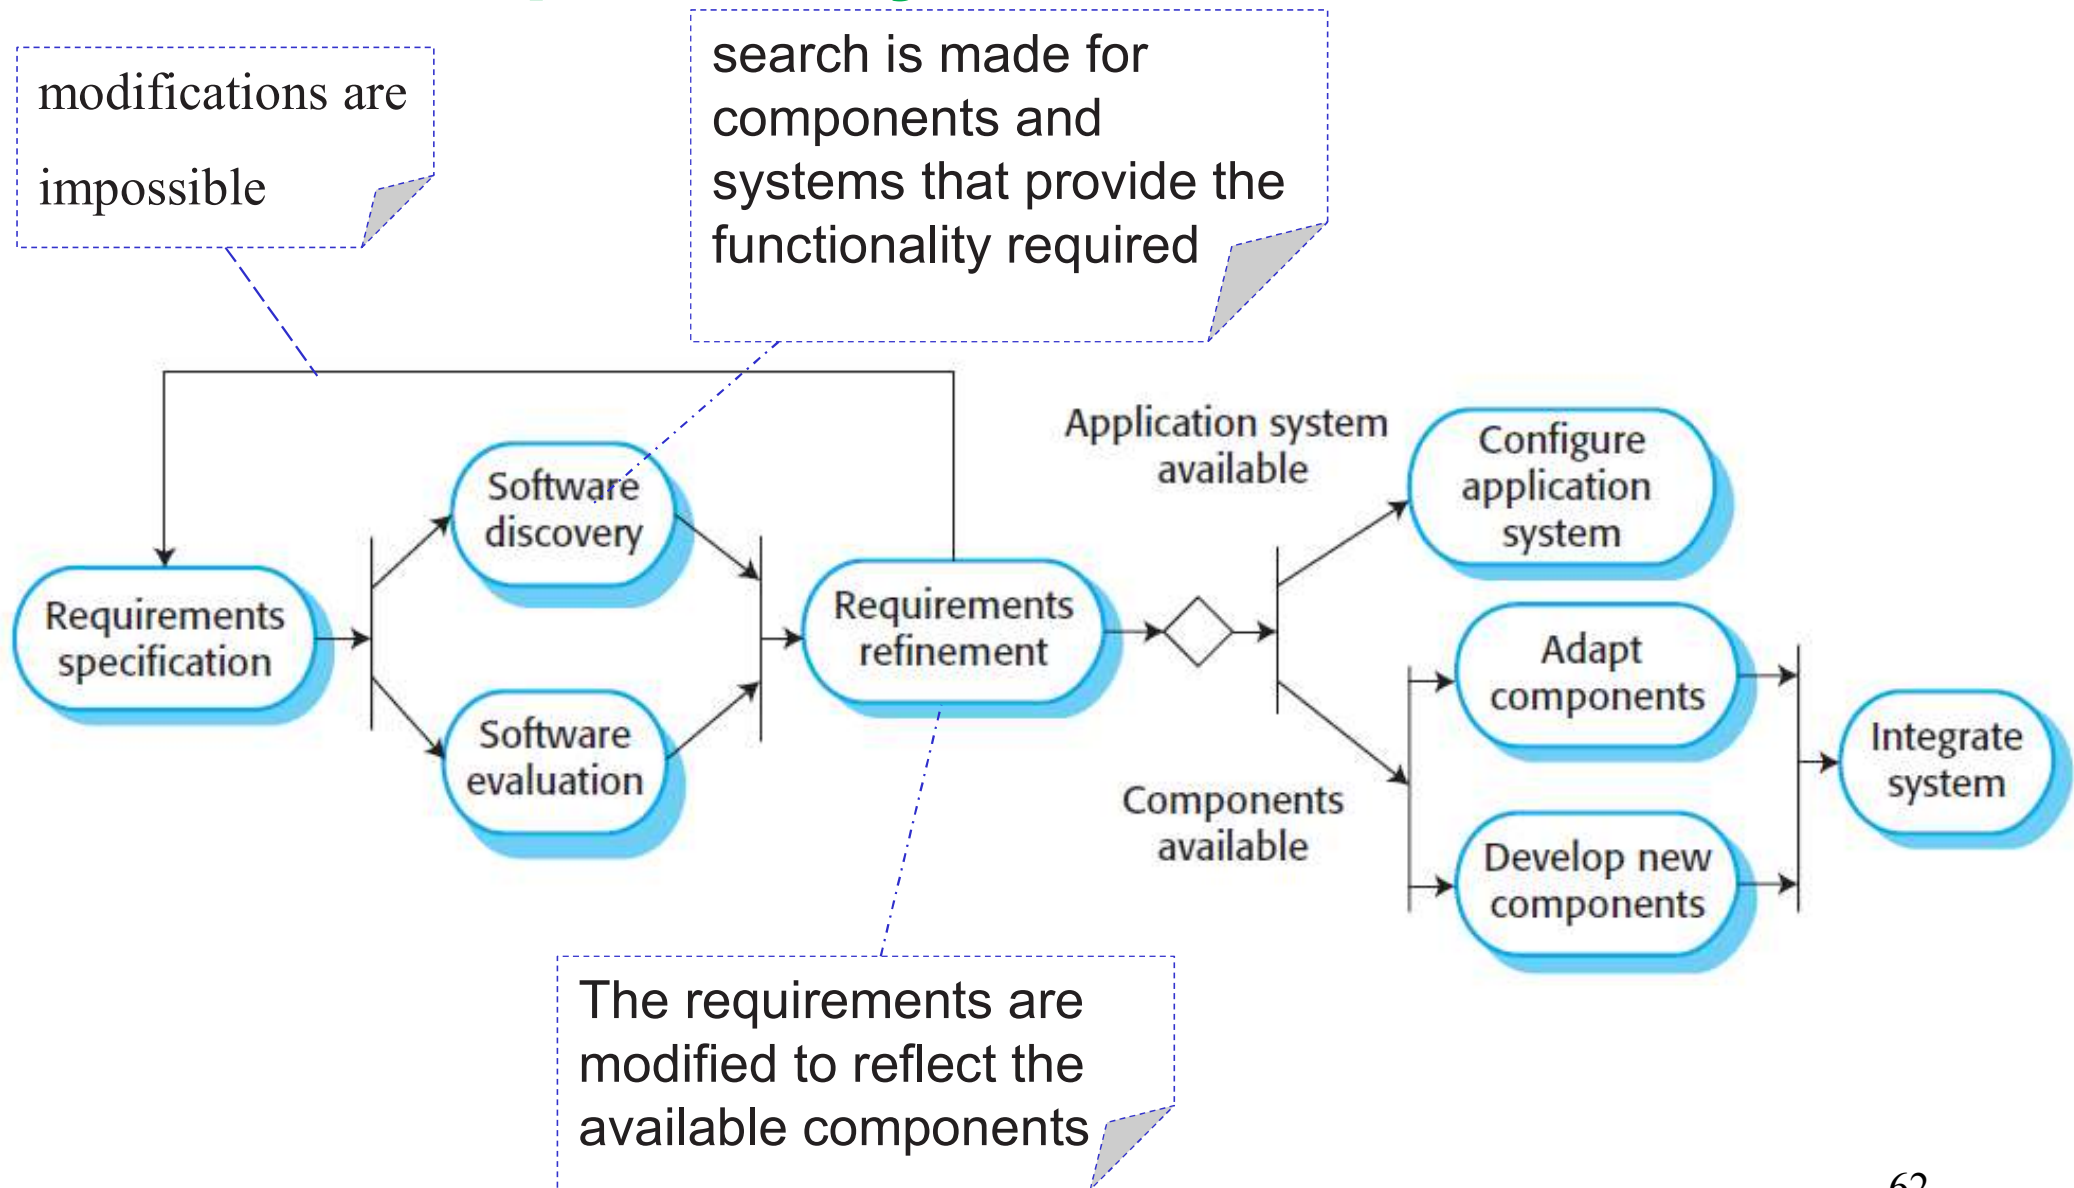 modifications are
impossible
search is made for
components and
systems that provide the
functionality required
Application system
available
Configure
application
system
Software
discovery
Requirements
specification
Requirements
refinement
Adapt
components
Software
evaluation
Integrate
system
Components
available
Develop new
components
The requirements are
modified to reflect the
available components